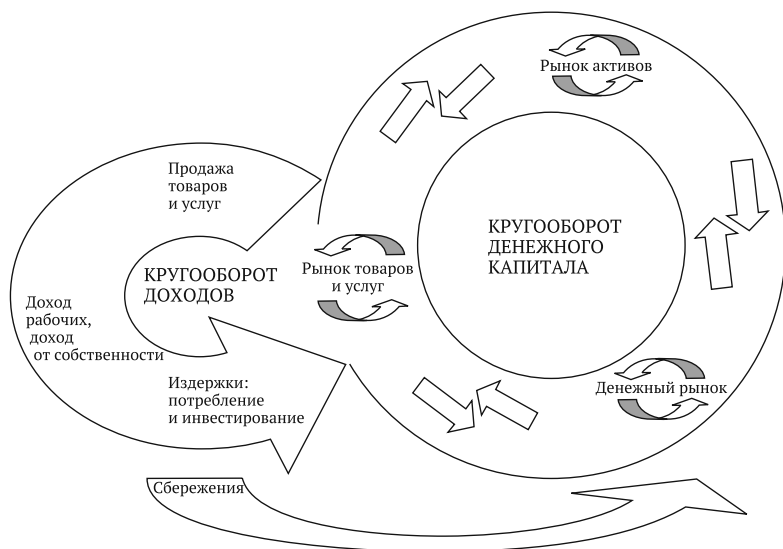 Рынок активов
Продажа
товаров
и услуг
КРУГООБОРОТ
ДЕНЕЖНОГО
КАПИТАЛА
КРУГООБОРОТ
ДОХОДОВ
Рынок товаров
и услуг
Доход
рабочих,
доход
от собственности
Издержки:
потребление
и инвестирование
Денежный рынок
Сбережения